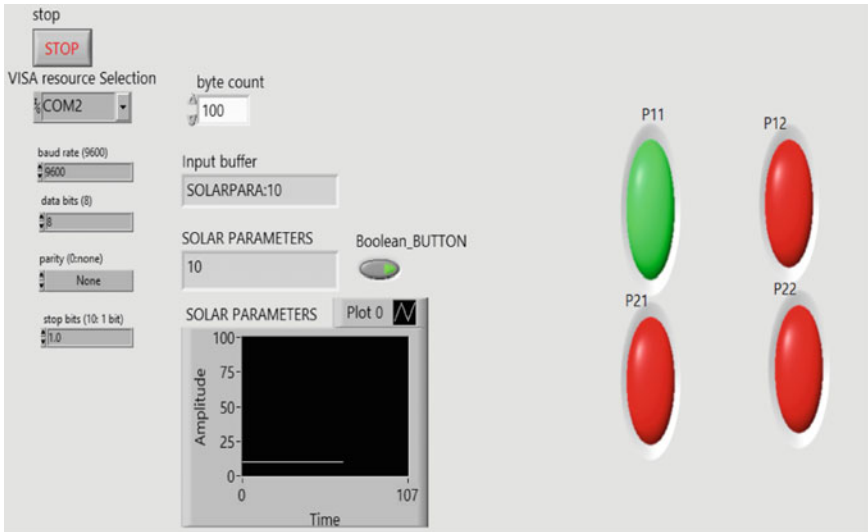 stop
STOP
VISA resource Selection
COM2
byte count
100
baud rate (9600)
9600
data bits (8)
8
parity (0:none)
None
stop bits (10: 1 bit)
1.0
Input buffer
SOLARPARA:10
SOLAR PARAMETERS
10
Boolean_BUTTON
SOLAR PARAMETERS
Plot 0
100
75
50
25
0
Amplitude
0
107
Time
P11
P12
P21
P22